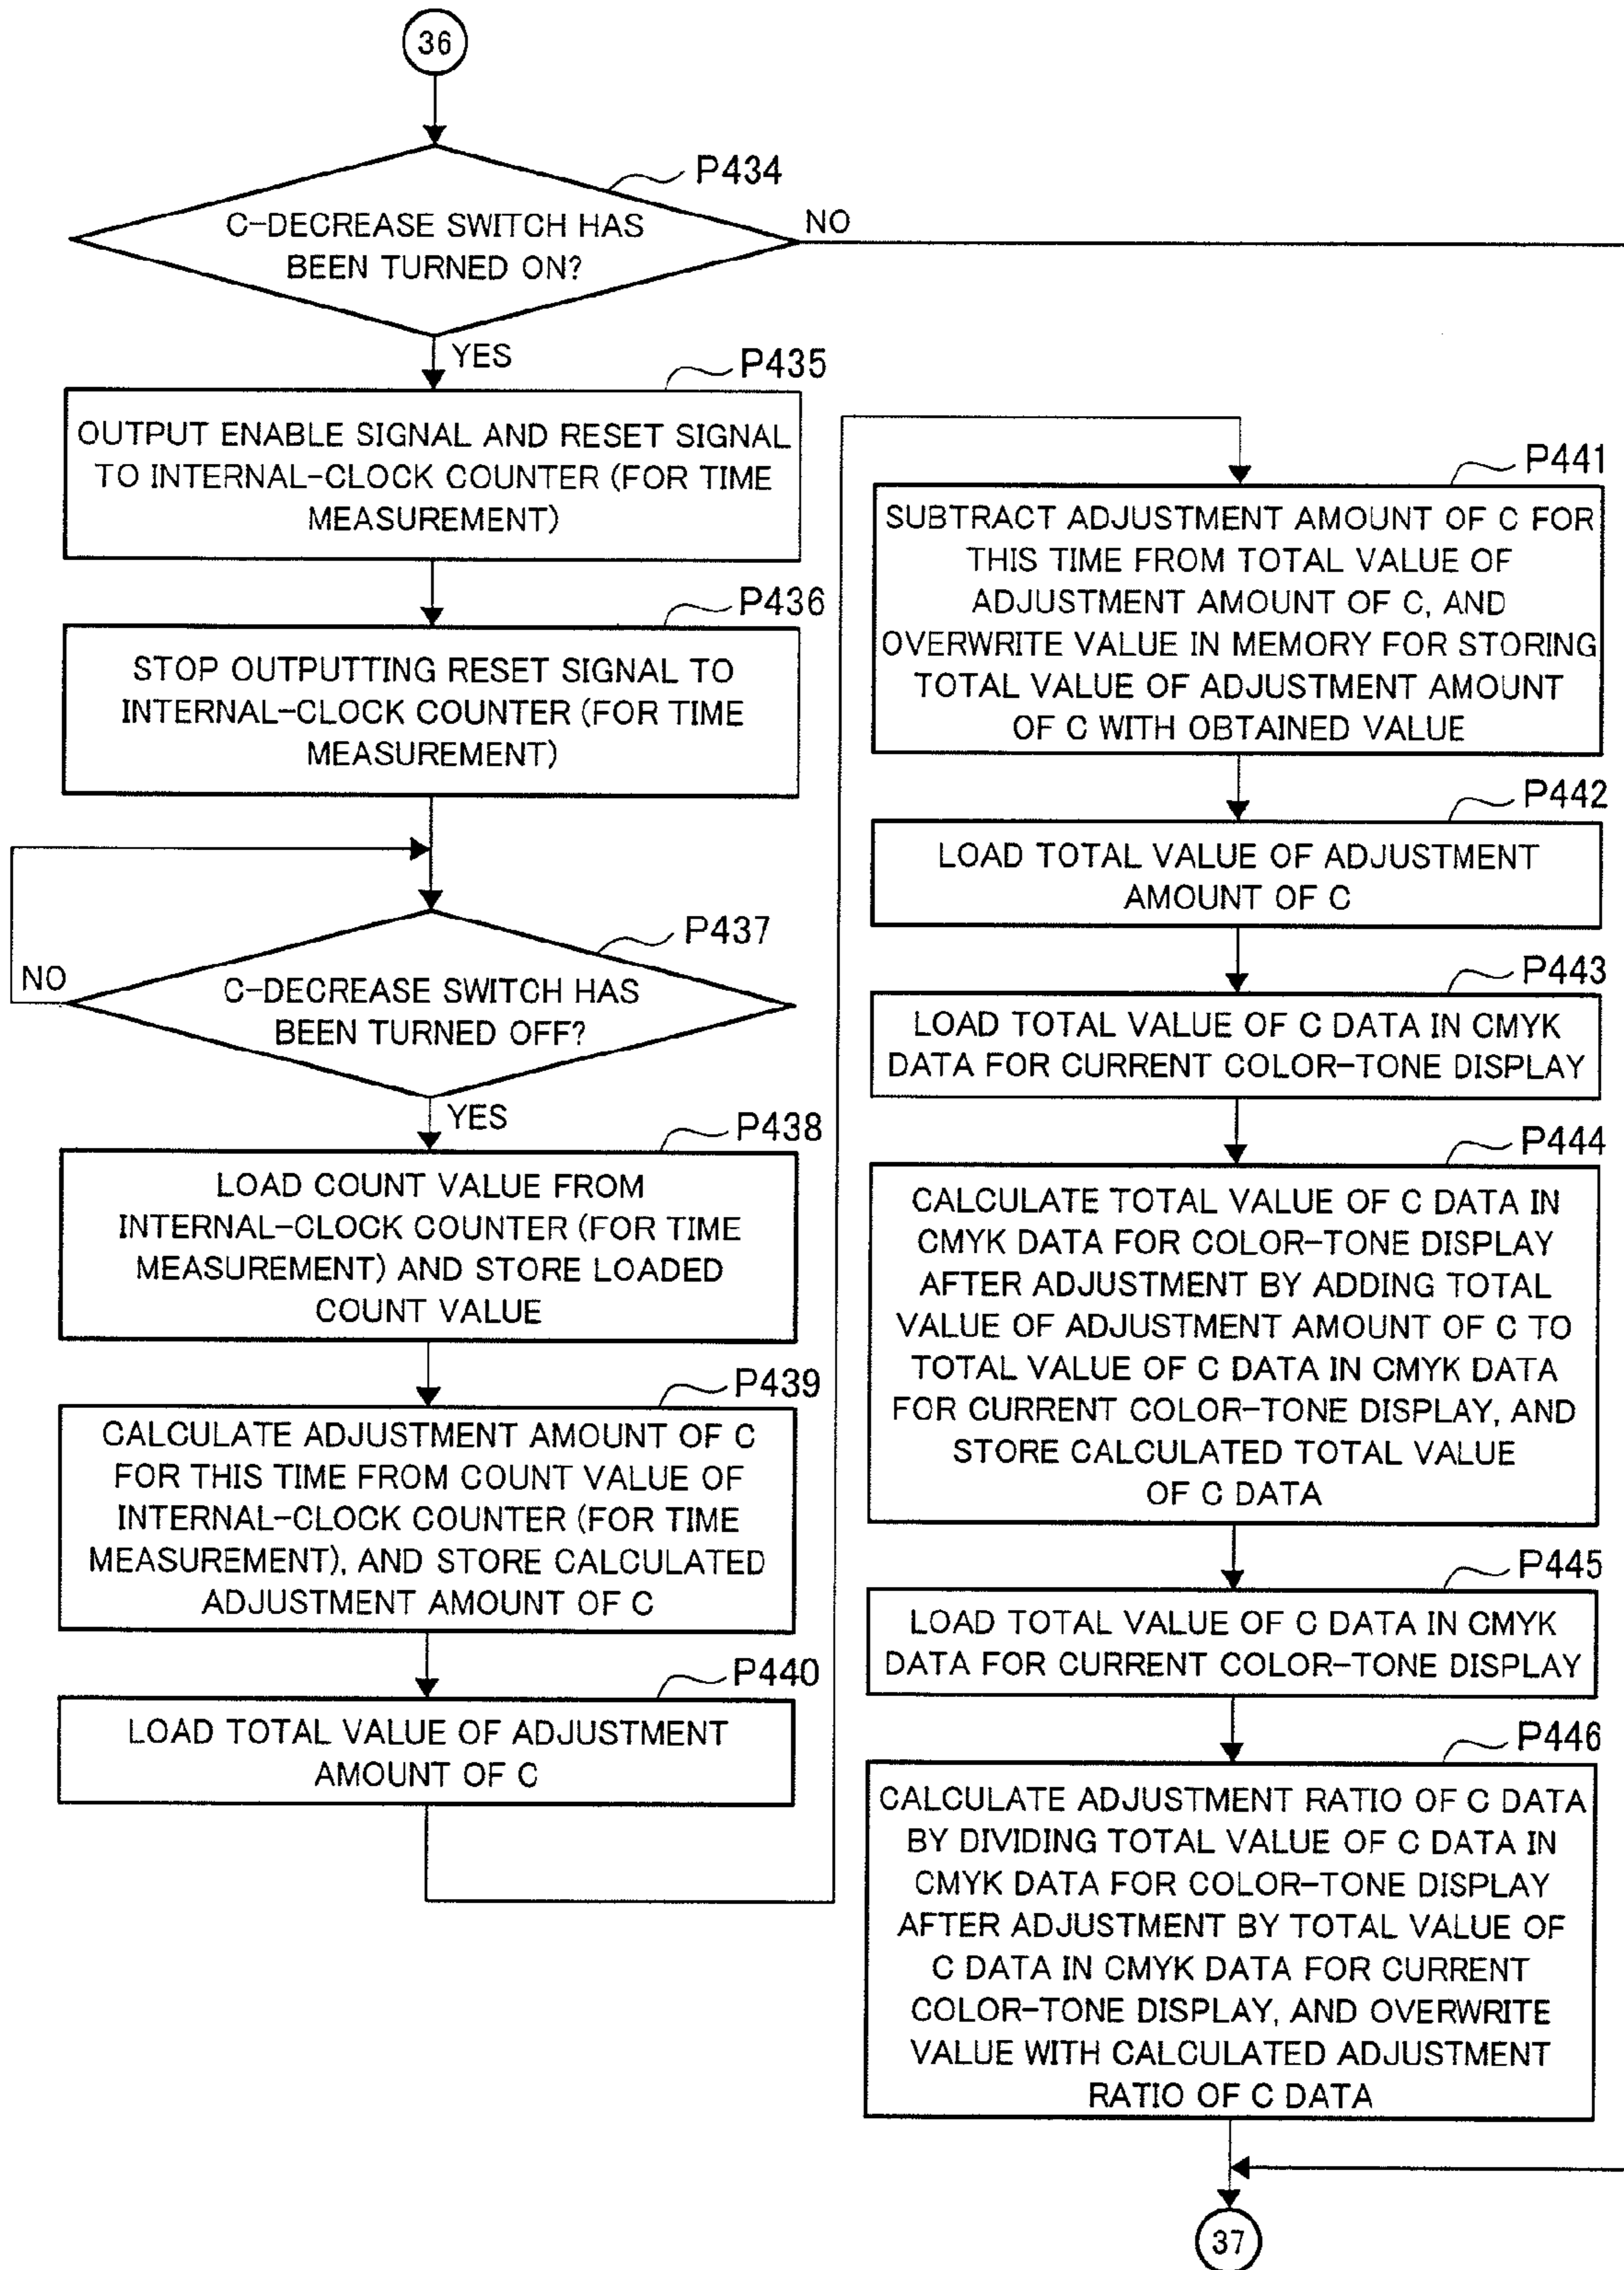 36
P434
C-DECREASE SWITCH HAS
BEEN TURNED ON?
NO
YES
P435
OUTPUT ENABLE SIGNAL AND RESET SIGNAL
TO INTERNAL-CLOCK COUNTER (FOR TIME
MEASUREMENT)
P436
STOP OUTPUTTING RESET SIGNAL TO
INTERNAL-CLOCK COUNTER (FOR TIME
MEASUREMENT)
P437
NO
C-DECREASE SWITCH HAS
BEEN TURNED OFF?
YES
P438
LOAD COUNT VALUE FROM
INTERNAL-CLOCK COUNTER (FOR TIME
MEASUREMENT) AND STORE LOADED
COUNT VALUE
P439
CALCULATE ADJUSTMENT AMOUNT OF C
FOR THIS TIME FROM COUNT VALUE OF
INTERNAL-CLOCK COUNTER (FOR TIME
MEASUREMENT), AND STORE CALCULATED
ADJUSTMENT AMOUNT OF C
P440
LOAD TOTAL VALUE OF ADJUSTMENT
AMOUNT OF C
P441
SUBTRACT ADJUSTMENT AMOUNT OF C FOR
THIS TIME FROM TOTAL VALUE OF
ADJUSTMENT AMOUNT OF C, AND
OVERWRITE VALUE IN MEMORY FOR STORING
TOTAL VALUE OF ADJUSTMENT AMOUNT
OF C WITH OBTAINED VALUE
P442
LOAD TOTAL VALUE OF ADJUSTMENT
AMOUNT OF C
P443
LOAD TOTAL VALUE OF C DATA IN CMYK
DATA FOR CURRENT COLOR-TONE DISPLAY
P444
CALCULATE TOTAL VALUE OF C DATA IN
CMYK DATA FOR COLOR-TONE DISPLAY
AFTER ADJUSTMENT BY ADDING TOTAL
VALUE OF ADJUSTMENT AMOUNT OF C TO
TOTAL VALUE OF C DATA IN CMYK DATA
FOR CURRENT COLOR-TONE DISPLAY, AND
STORE CALCULATED TOTAL VALUE
OF C DATA
P445
LOAD TOTAL VALUE OF C DATA IN CMYK
DATA FOR CURRENT COLOR-TONE DISPLAY
P446
CALCULATE ADJUSTMENT RATIO OF C DATA
BY DIVIDING TOTAL VALUE OF C DATA IN
CMYK DATA FOR COLOR-TONE DISPLAY
AFTER ADJUSTMENT BY TOTAL VALUE OF
C DATA IN CMYK DATA FOR CURRENT
COLOR-TONE DISPLAY, AND OVERWRITE
VALUE WITH CALCULATED ADJUSTMENT
RATIO OF C DATA
37